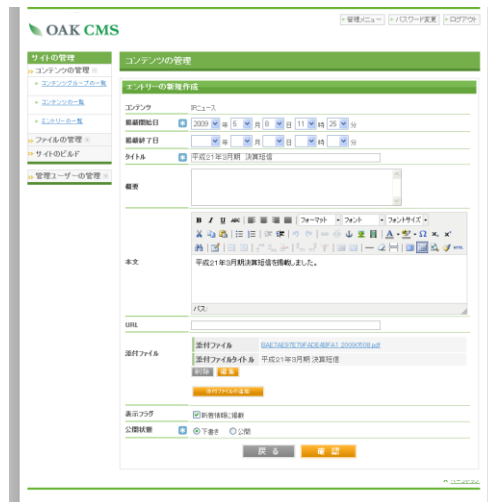 OAK CMS
管理メニュー パスワード変更 ログアウト
サイトの管理
コンテンツの管理
コンテンツグループの一覧
コンテンツの一覧
エントリーの一覧
ファイルの管理
サイトのビルド
管理ユーザーの管理
コンテンツの管理
エントリーの新規作成
コンテンツ IRニュース
掲載開始日 2009 年 5 月 8 日 11 時 25 分
掲載終了日 年 月 日 時 分
タイトル 平成21年3月期 決算短信
概要
B I U ABC フォーマット フォント フォントサイズ
本文
平成21年3月期決算短信を掲載しました。
パス:
URL
添付ファイル
添付ファイル
添付ファイルタイトル 平成21年3月期 決算短信
削除 編集
添付ファイルの追加
表示フラグ 新着情報に掲載
公開状態 下書き 公開
戻る 確認